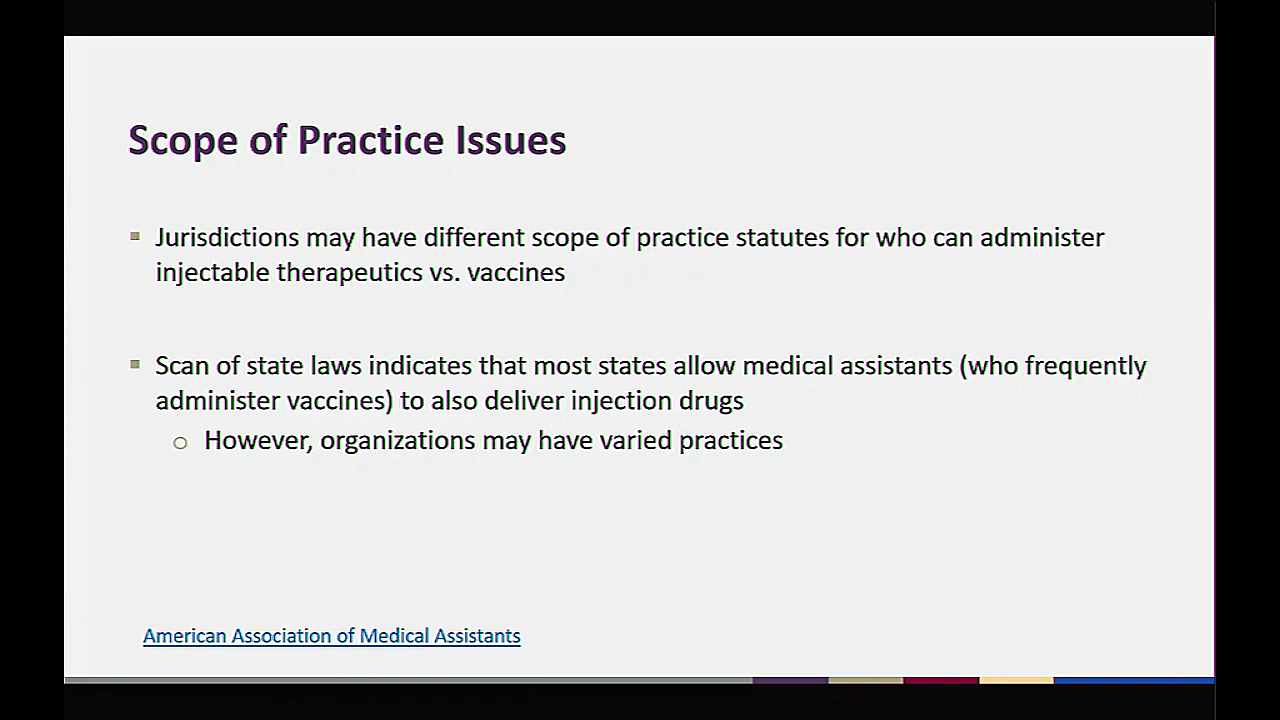 Scope of Practice Issues
Jurisdictions may have different scope of practice statutes for who can administer
injectable therapeutics vs. vaccines
Scan of state laws indicates that most states allow medical assistants (who frequently
administer vaccines) to also deliver injection drugs
However, organizations may have varied practices
American Association of Medical Assistants